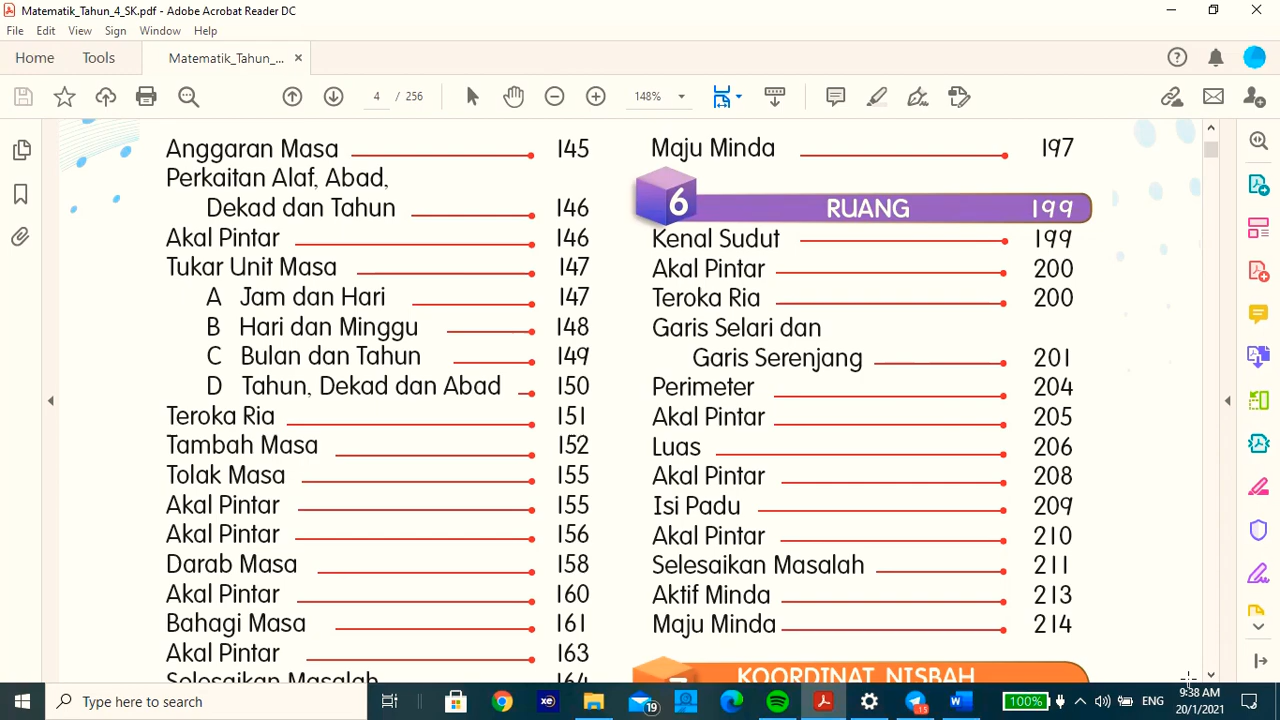 Matematik_Tahun_4_SK.pdf - Adobe Acrobat Reader DC
File Edit View Sign Window Help
Home Tools Matematik_Tahun_...
4 / 256 148%
Anggaran Masa 145
Perkaitan Alaf, Abad,
Dekad dan Tahun 146
Akal Pintar 146
Tukar Unit Masa 147
A Jam dan Hari 147
B Hari dan Minggu 148
C Bulan dan Tahun 149
D Tahun, Dekad dan Abad 150
Teroka Ria 151
Tambah Masa 152
Tolak Masa 155
Akal Pintar 155
Akal Pintar 156
Darab Masa 158
Akal Pintar 160
Bahagi Masa 161
Akal Pintar 163
Selesaikan Masalah 164
Maju Minda 197
6 RUANG 199
Kenal Sudut 199
Akal Pintar 200
Teroka Ria 200
Garis Selari dan
Garis Serenjang 201
Perimeter 204
Akal Pintar 205
Luas 206
Akal Pintar 208
Isi Padu 209
Akal Pintar 210
Selesaikan Masalah 211
Aktif Minda 213
Maju Minda 214
KOORDINAT NISBAH
Type here to search
xe
19
15
100%
ENG
9:38 AM
20/1/2021